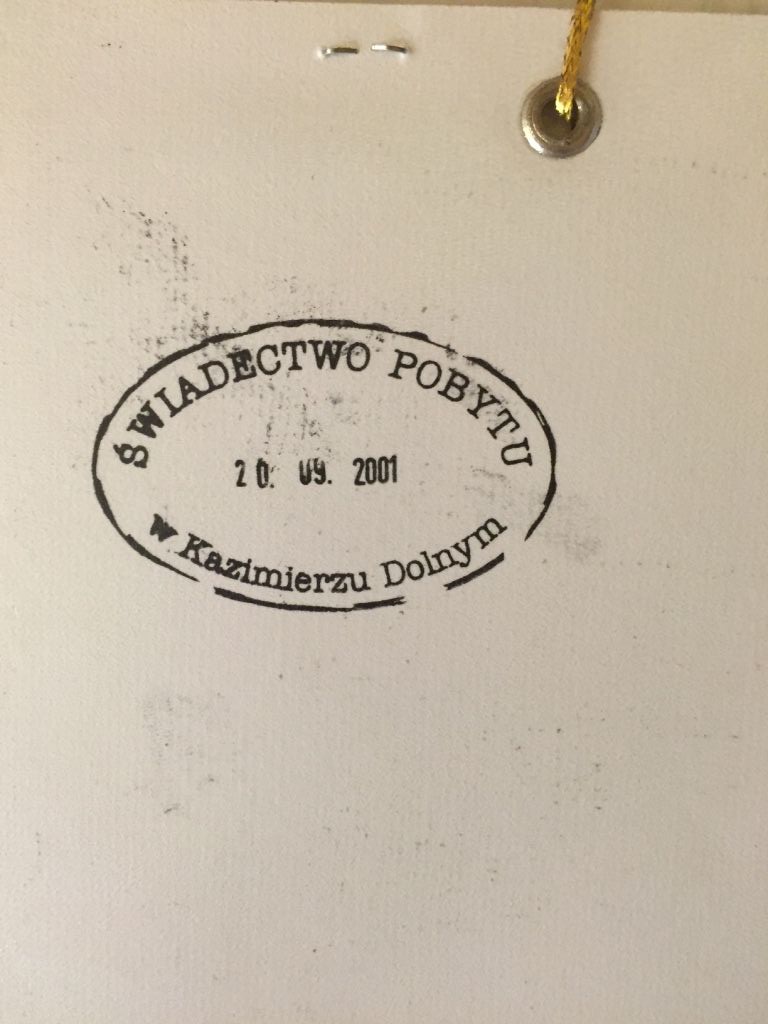 ŚWIADECTWO POBYTU
20. 09. 2001
w Kazimierzu Dolnym